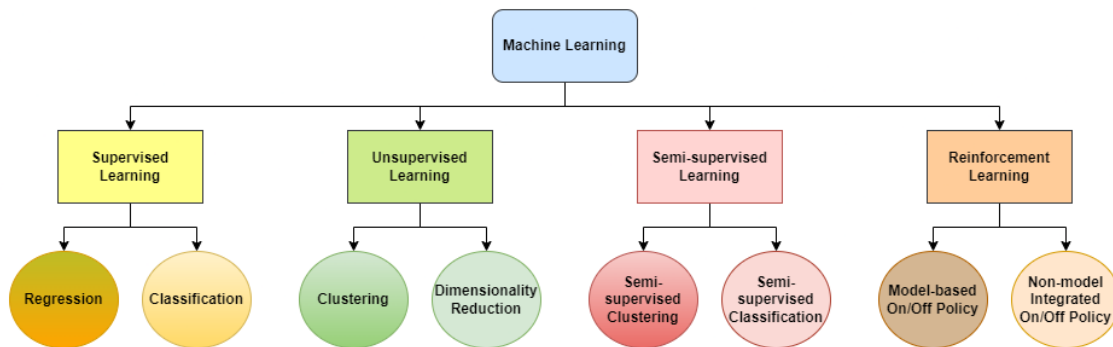 Machine Learning
Supervised
Learning
Unsupervised
Learning
Semi-supervised
Learning
Reinforcement
Learning
Regression
Classification
Clustering
Dimensionality
Reduction
Semi-
supervised
Clustering
Semi-
supervised
Classification
Model-based
On/Off Policy
Non-model
Integrated
On/Off Policy